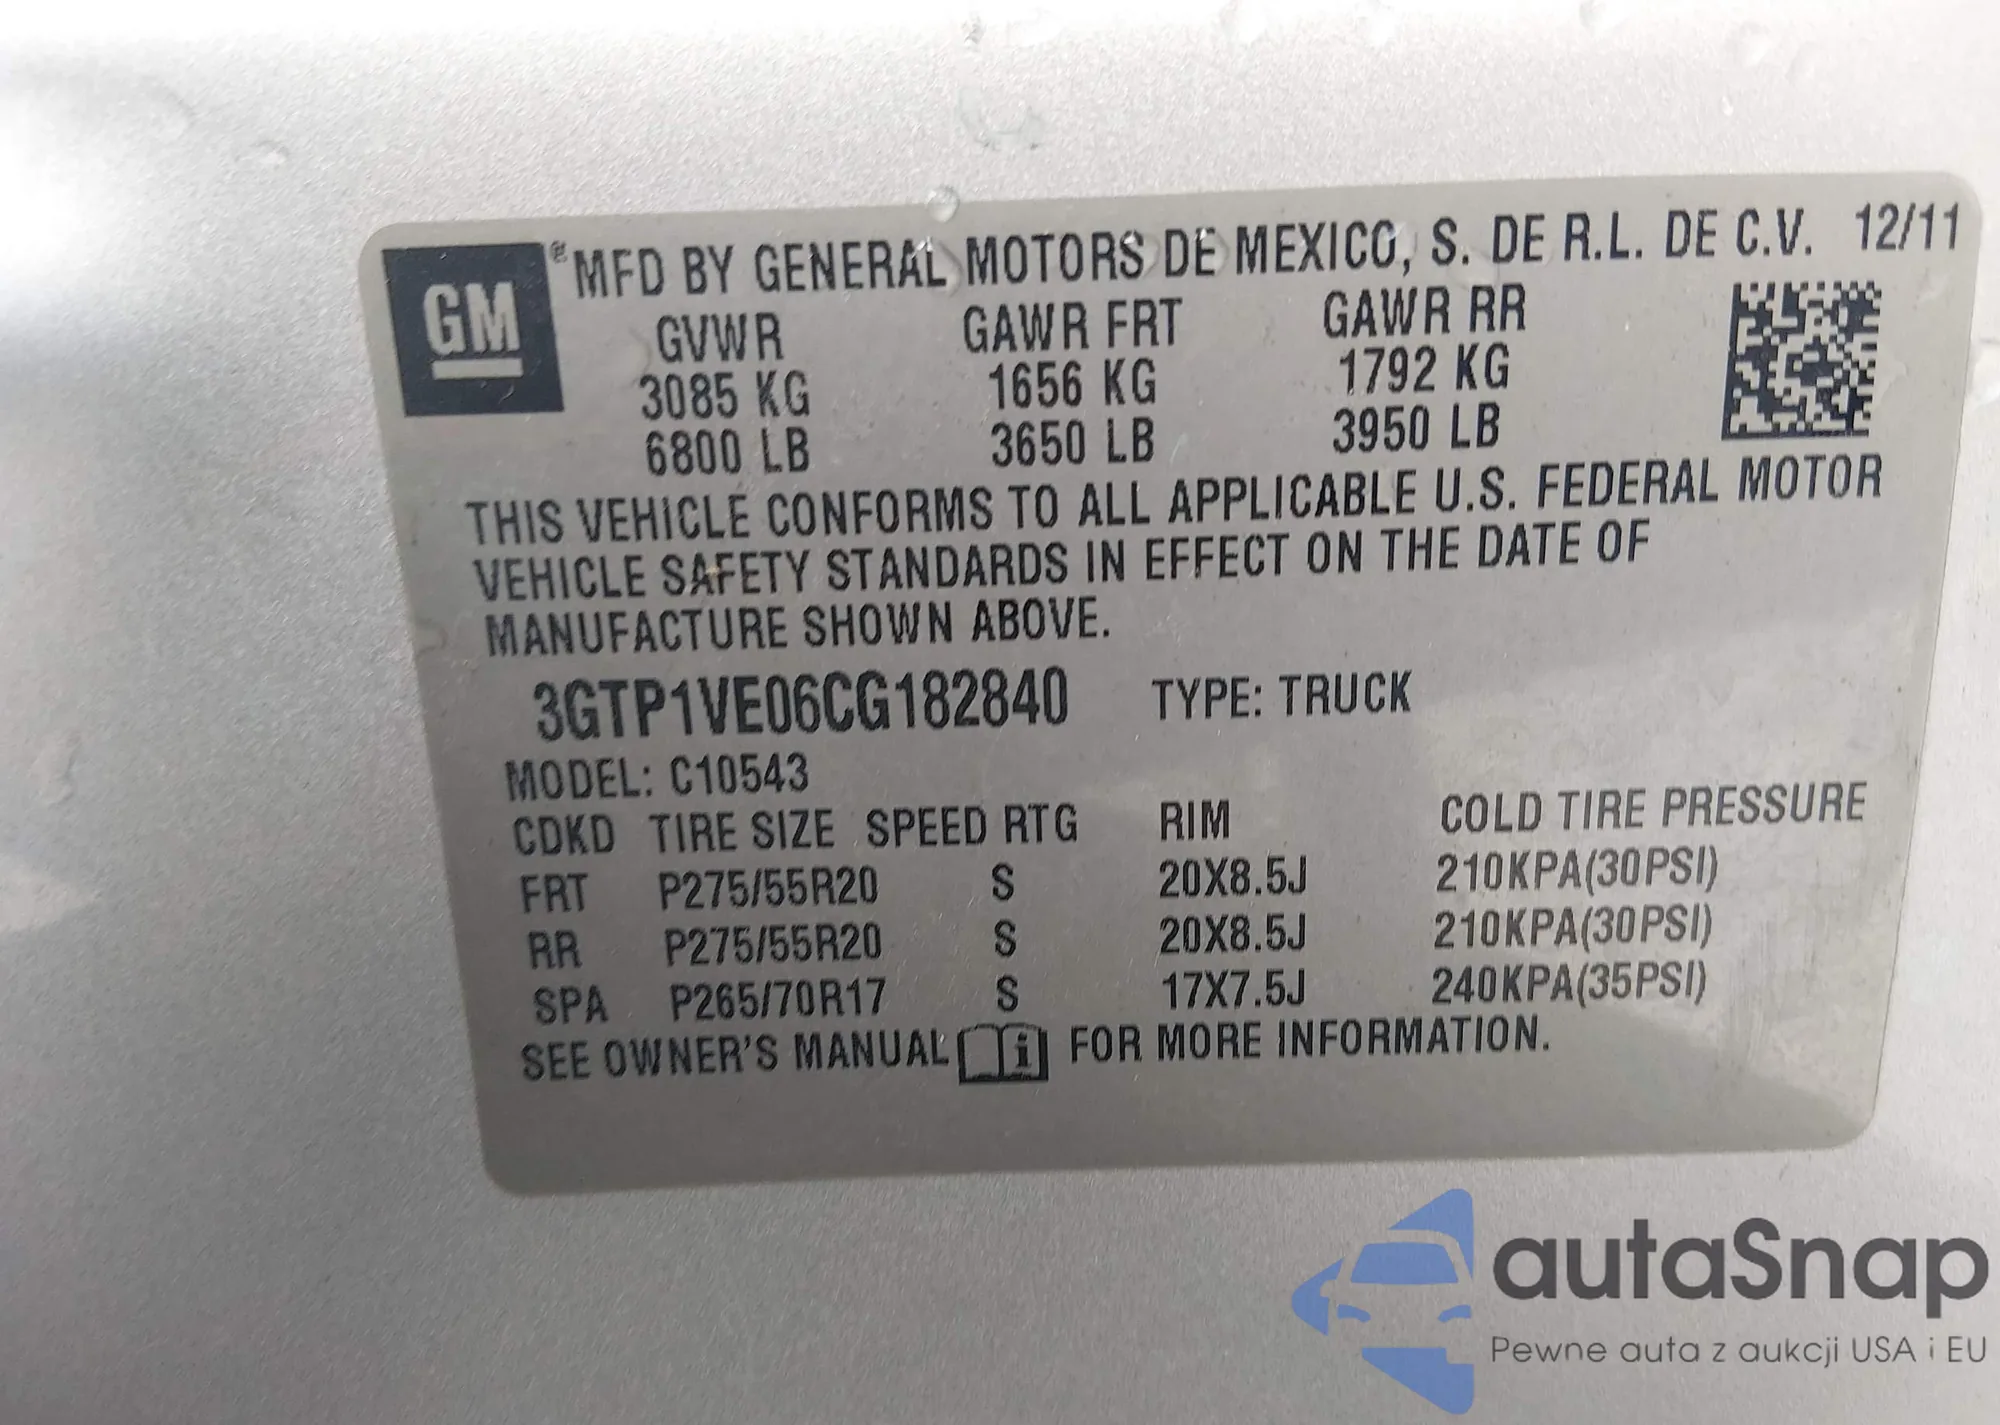 GM
® MFD BY GENERAL MOTORS DE MEXICO, S. DE R.L. DE C.V. 12/11
GVWR GAWR FRT GAWR RR
3085 KG 1656 KG 1792 KG
6800 LB 3650 LB 3950 LB
THIS VEHICLE CONFORMS TO ALL APPLICABLE U.S. FEDERAL MOTOR
VEHICLE SAFETY STANDARDS IN EFFECT ON THE DATE OF
MANUFACTURE SHOWN ABOVE.
3GTP1VE06CG182840 TYPE: TRUCK
MODEL: C10543
CDKD TIRE SIZE SPEED RTG RIM COLD TIRE PRESSURE
FRT P275/55R20 S 20X8.5J 210KPA(30PSI)
RR P275/55R20 S 20X8.5J 210KPA(30PSI)
SPA P265/70R17 S 17X7.5J 240KPA(35PSI)
SEE OWNER'S MANUAL i FOR MORE INFORMATION.
autaSnap
Pewne auta z aukcji USA i EU